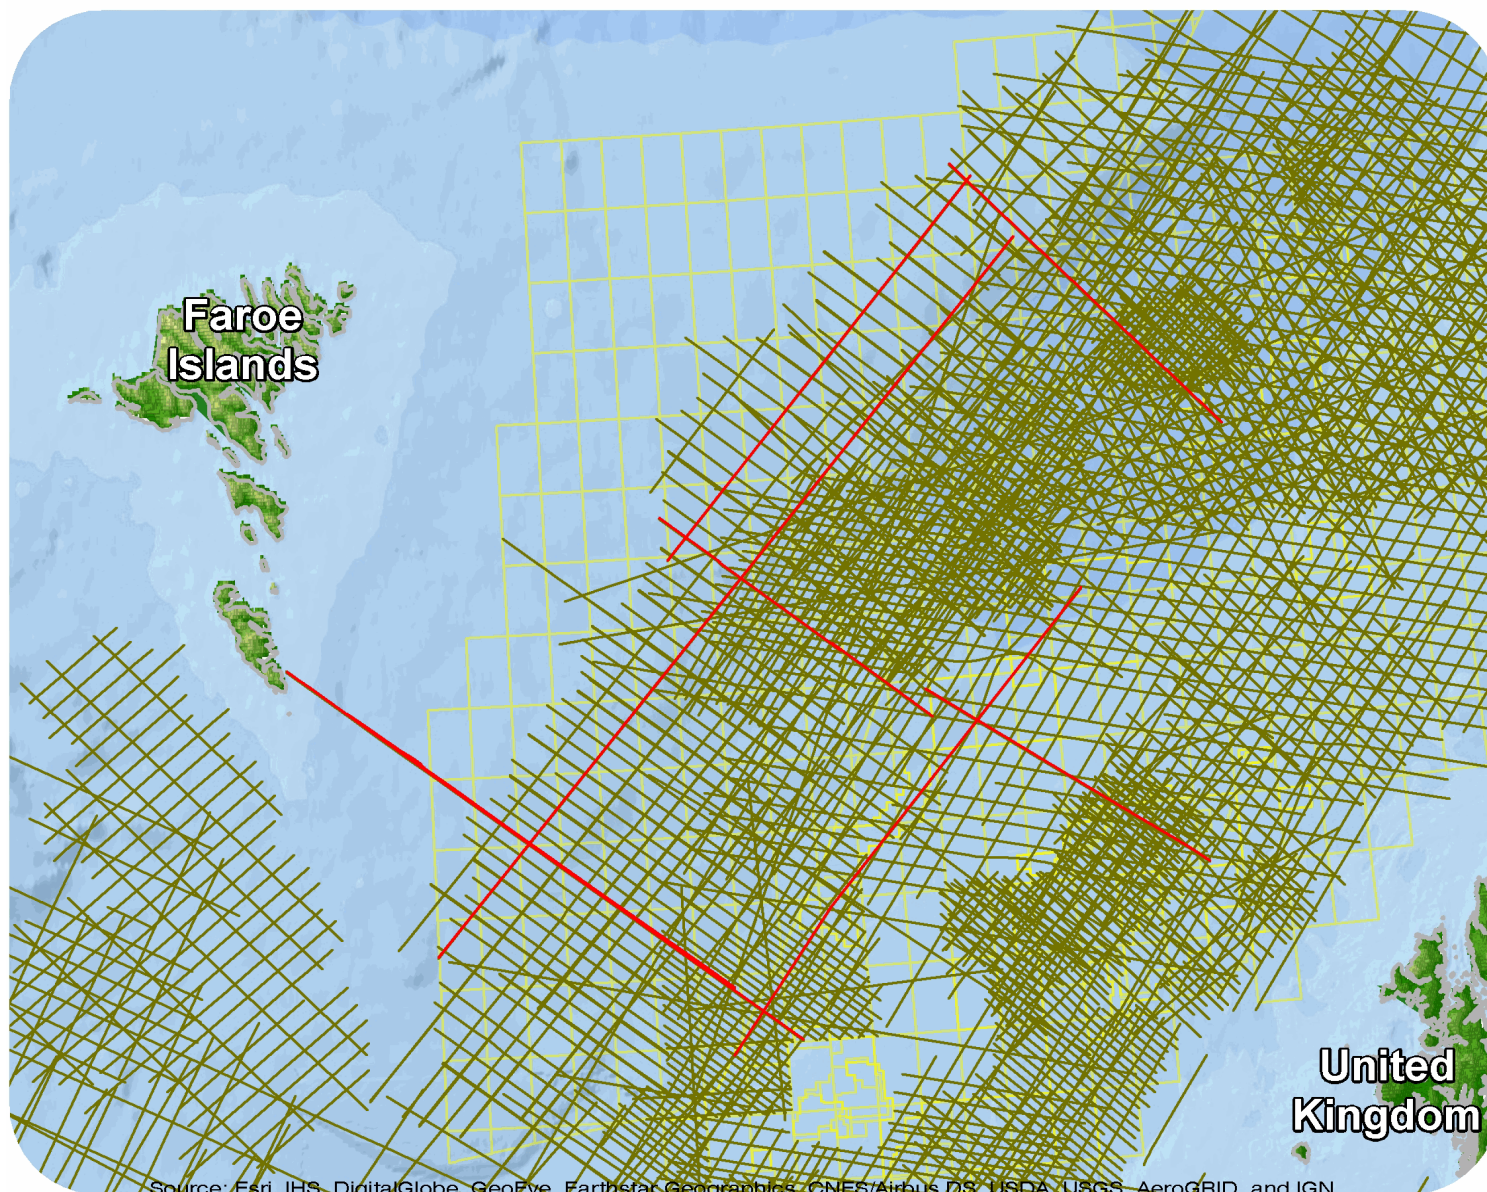 Faroe
Islands
United
Kingdom
Source: Esri, IHS, DigitalGlobe, GeoEye, Earthstar Geographics, CNES/Airbus DS, USDA, USGS, AeroGRID, and IGN